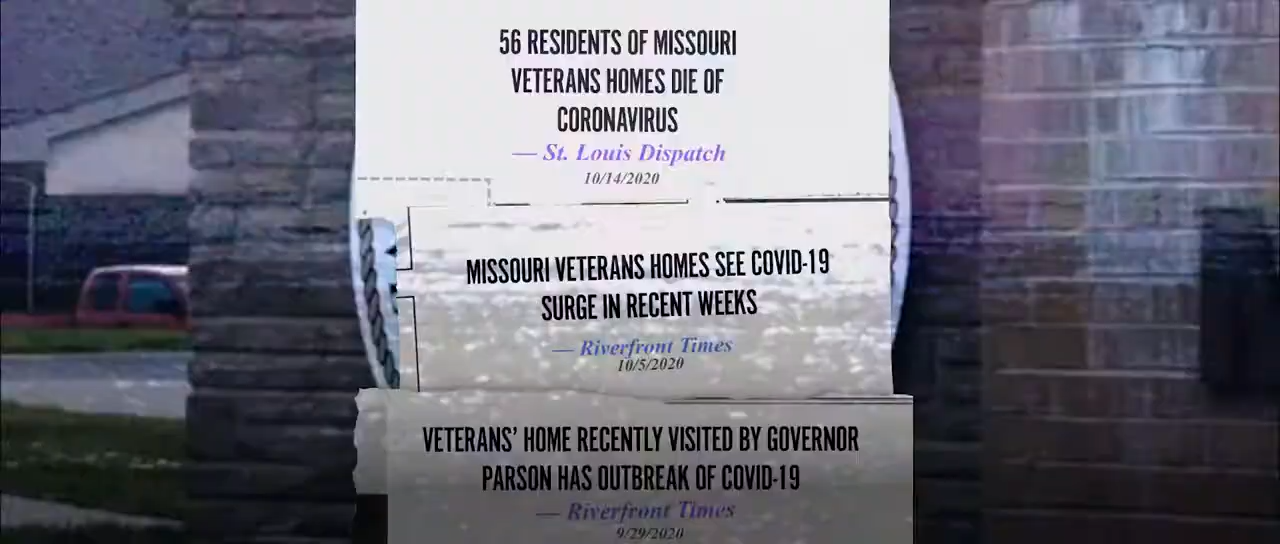 56 RESIDENTS OF MISSOURI
VETERANS HOMES DIE OF
CORONAVIRUS
— St. Louis Dispatch
10/14/2020
MISSOURI VETERANS HOMES SEE COVID-19
SURGE IN RECENT WEEKS
— Riverfront Times
10/5/2020
VETERANS’ HOME RECENTLY VISITED BY GOVERNOR
PARSON HAS OUTBREAK OF COVID-19
— Riverfront Times
9/29/2020